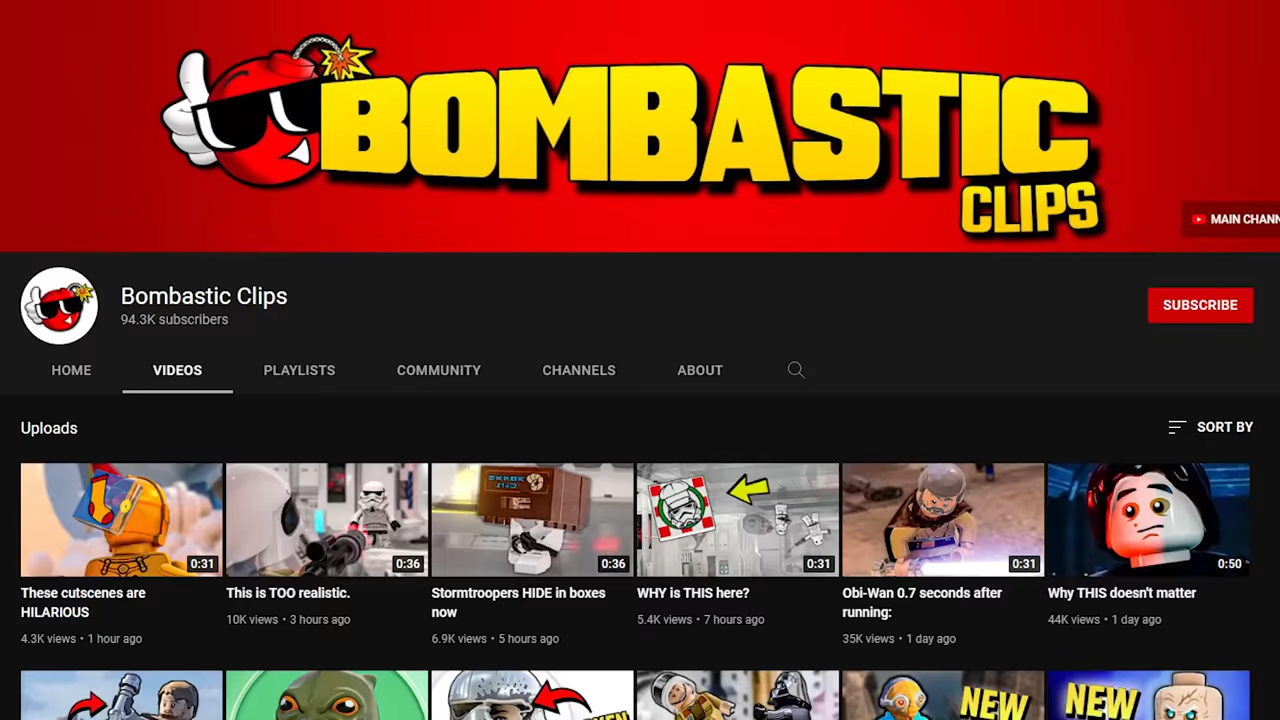 BOMBASTIC
CLIPS
MAIN CHANN
Bombastic Clips
94.3K subscribers
SUBSCRIBE
HOME VIDEOS PLAYLISTS COMMUNITY CHANNELS ABOUT
Uploads
SORT BY
0:31 0:36 0:36 0:31 0:31 0:50
These cutscenes are
HILARIOUS
4.3K views • 1 hour ago
This is TOO realistic.
10K views • 3 hours ago
Stormtroopers HIDE in boxes
now
6.9K views • 5 hours ago
WHY is THIS here?
5.4K views • 7 hours ago
Obi-Wan 0.7 seconds after
running:
35K views • 1 day ago
Why THIS doesn't matter
44K views • 1 day ago
NEW
NEW